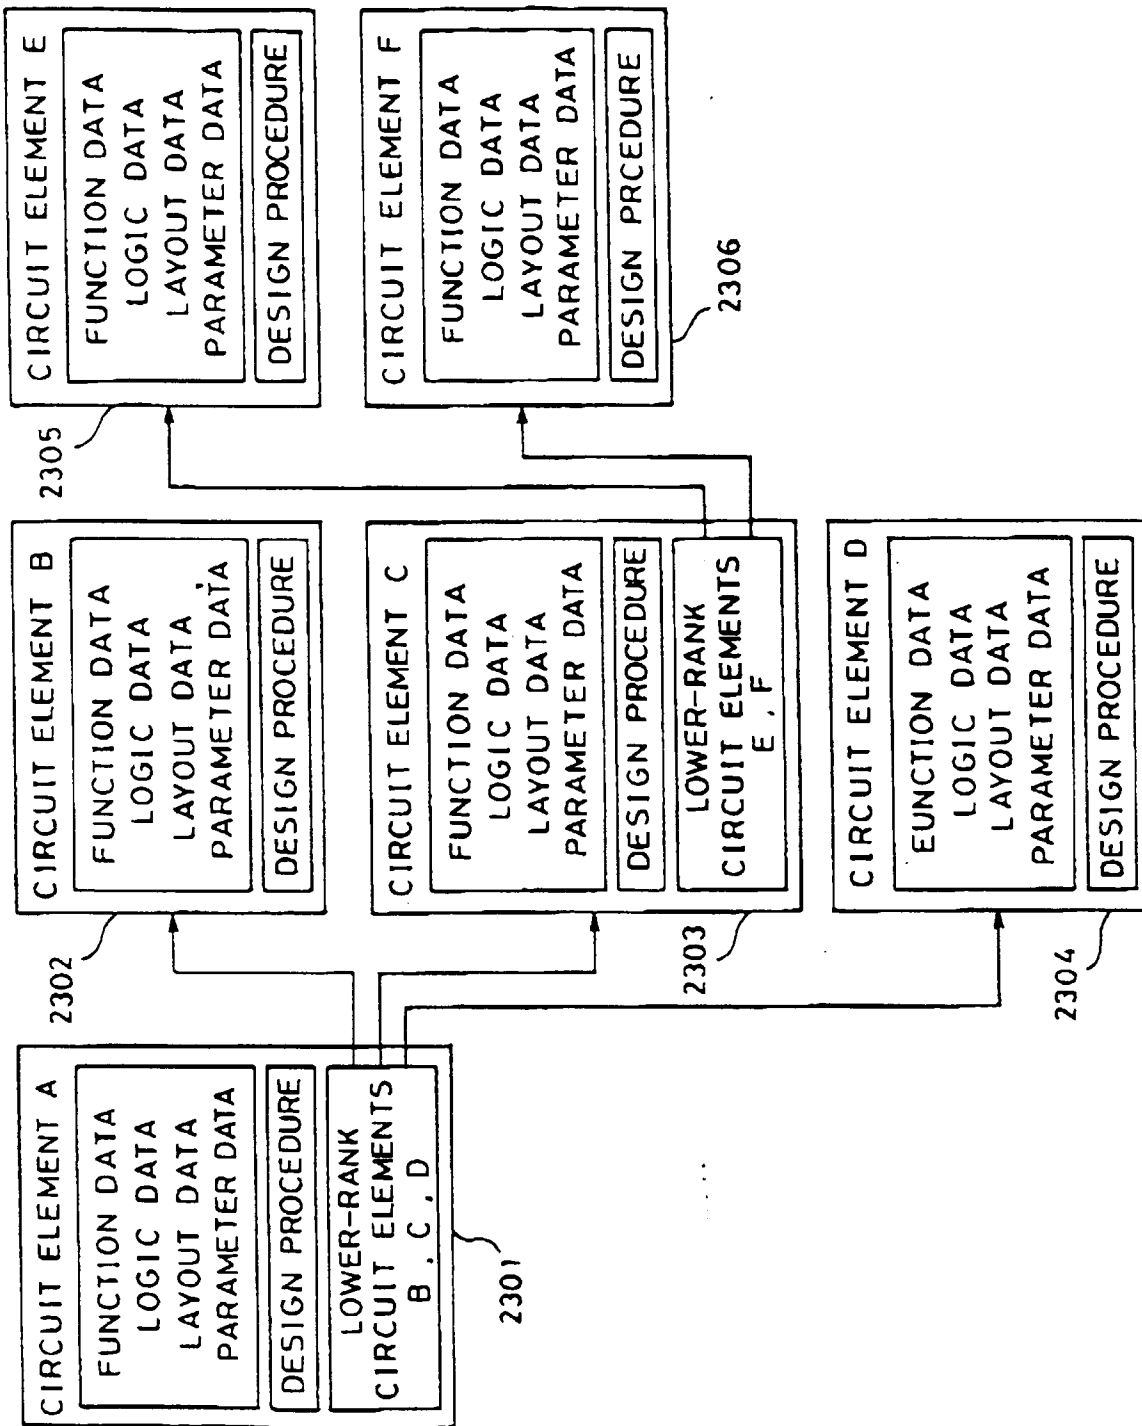 CIRCUIT ELEMENT A
FUNCTION DATA
LOGIC DATA
LAYOUT DATA
PARAMETER DATA
DESIGN PROCEDURE
LOWER-RANK
CIRCUIT ELEMENTS
B , C , D
2301
CIRCUIT ELEMENT B
FUNCTION DATA
LOGIC DATA
LAYOUT DATA
PARAMETER DATA
DESIGN PROCEDURE
2302
CIRCUIT ELEMENT C
FUNCTION DATA
LOGIC DATA
LAYOUT DATA
PARAMETER DATA
DESIGN PROCEDURE
LOWER-RANK
CIRCUIT ELEMENTS
E , F
2303
CIRCUIT ELEMENT D
EUNCTION DATA
LOGIC DATA
LAYOUT DATA
PARAMETER DATA
DESIGN PROCEDURE
2304
CIRCUIT ELEMENT E
FUNCTION DATA
LOGIC DATA
LAYOUT DATA
PARAMETER DATA
DESIGN PROCEDURE
2305
CIRCUIT ELEMENT F
FUNCTION DATA
LOGIC DATA
LAYOUT DATA
PARAMETER DATA
DESIGN PRCEDURE
2306